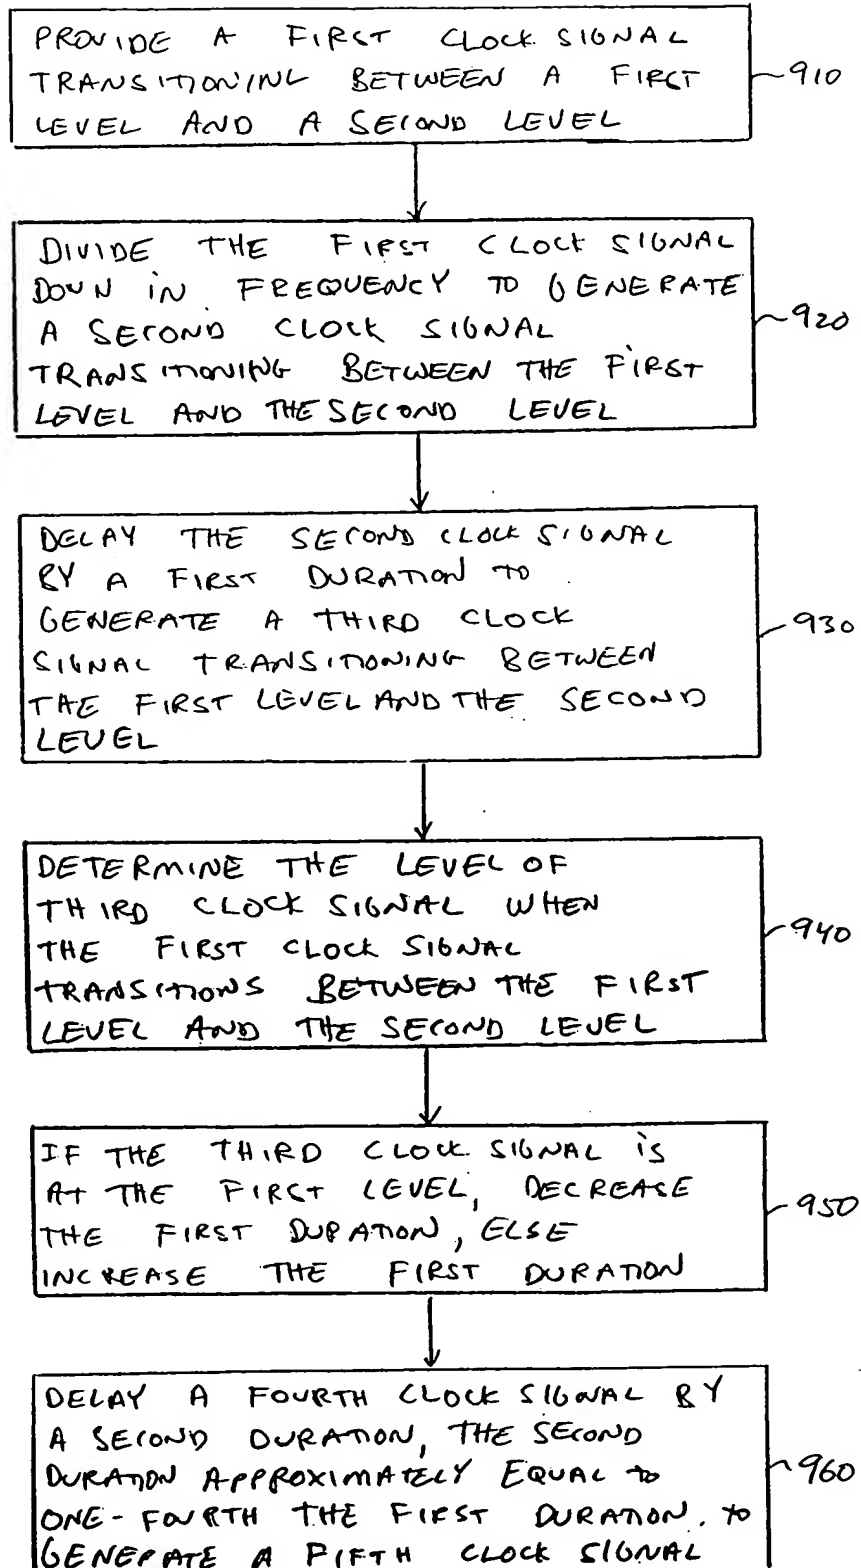 PROVIDE A FIRST CLOCK SIGNAL
TRANSITIONING BETWEEN A FIRST
LEVEL AND A SECOND LEVEL
910
DIVIDE THE FIRST CLOCK SIGNAL
DOWN IN FREQUENCY TO GENERATE
A SECOND CLOCK SIGNAL
TRANSITIONING BETWEEN THE FIRST
LEVEL AND THE SECOND LEVEL
920
DELAY THE SECOND CLOCK SIGNAL
BY A FIRST DURATION TO
GENERATE A THIRD CLOCK
SIGNAL TRANSITIONING BETWEEN
THE FIRST LEVEL AND THE SECOND
LEVEL
930
DETERMINE THE LEVEL OF
THIRD CLOCK SIGNAL WHEN
THE FIRST CLOCK SIGNAL
TRANSITIONS BETWEEN THE FIRST
LEVEL AND THE SECOND LEVEL
940
IF THE THIRD CLOCK SIGNAL IS
AT THE FIRST LEVEL, DECREASE
THE FIRST DURATION, ELSE
INCREASE THE FIRST DURATION
950
DELAY A FOURTH CLOCK SIGNAL BY
A SECOND DURATION, THE SECOND
DURATION APPROXIMATELY EQUAL TO
ONE-FOURTH THE FIRST DURATION, TO
GENERATE A FIFTH CLOCK SIGNAL
960